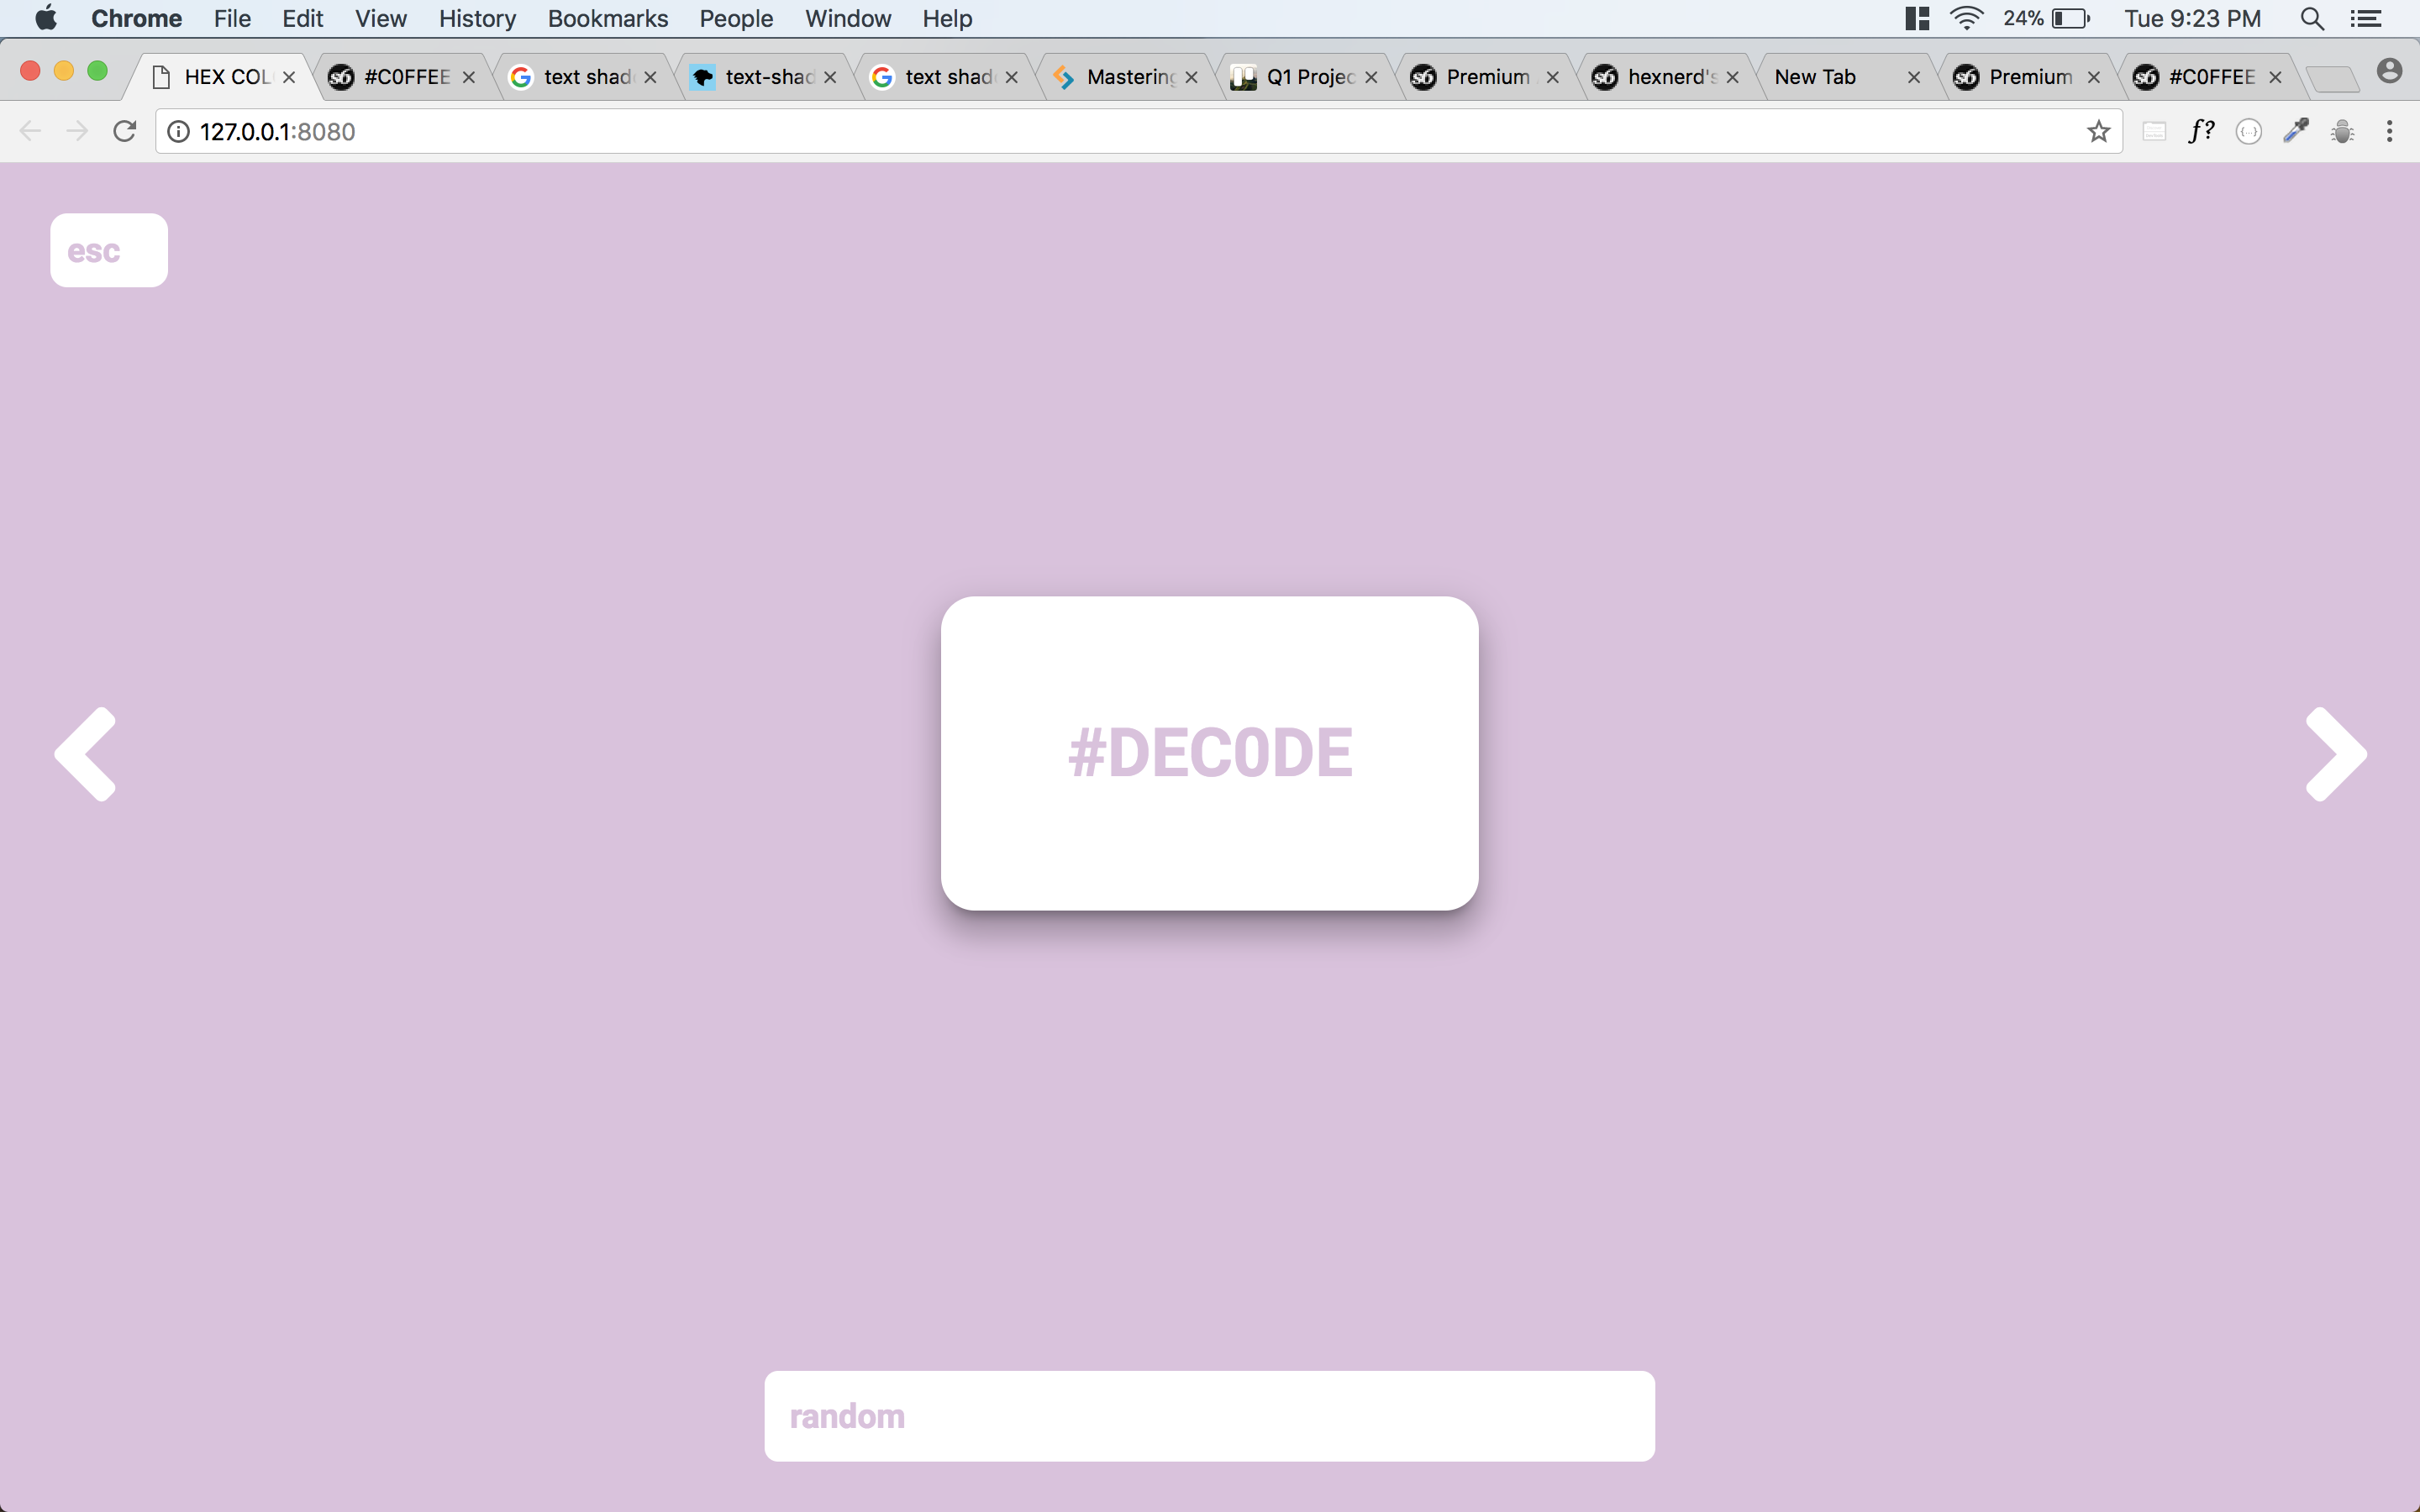 Chrome File Edit View History Bookmarks People Window Help 24% Tue 9:23 PM
HEX COL #C0FFEE text shad text-shad text shad Mastering Q1 Projec Premium hexnerd's New Tab Premium #C0FFEE
127.0.0.1:8080 f?
esc
#DEC0DE
random